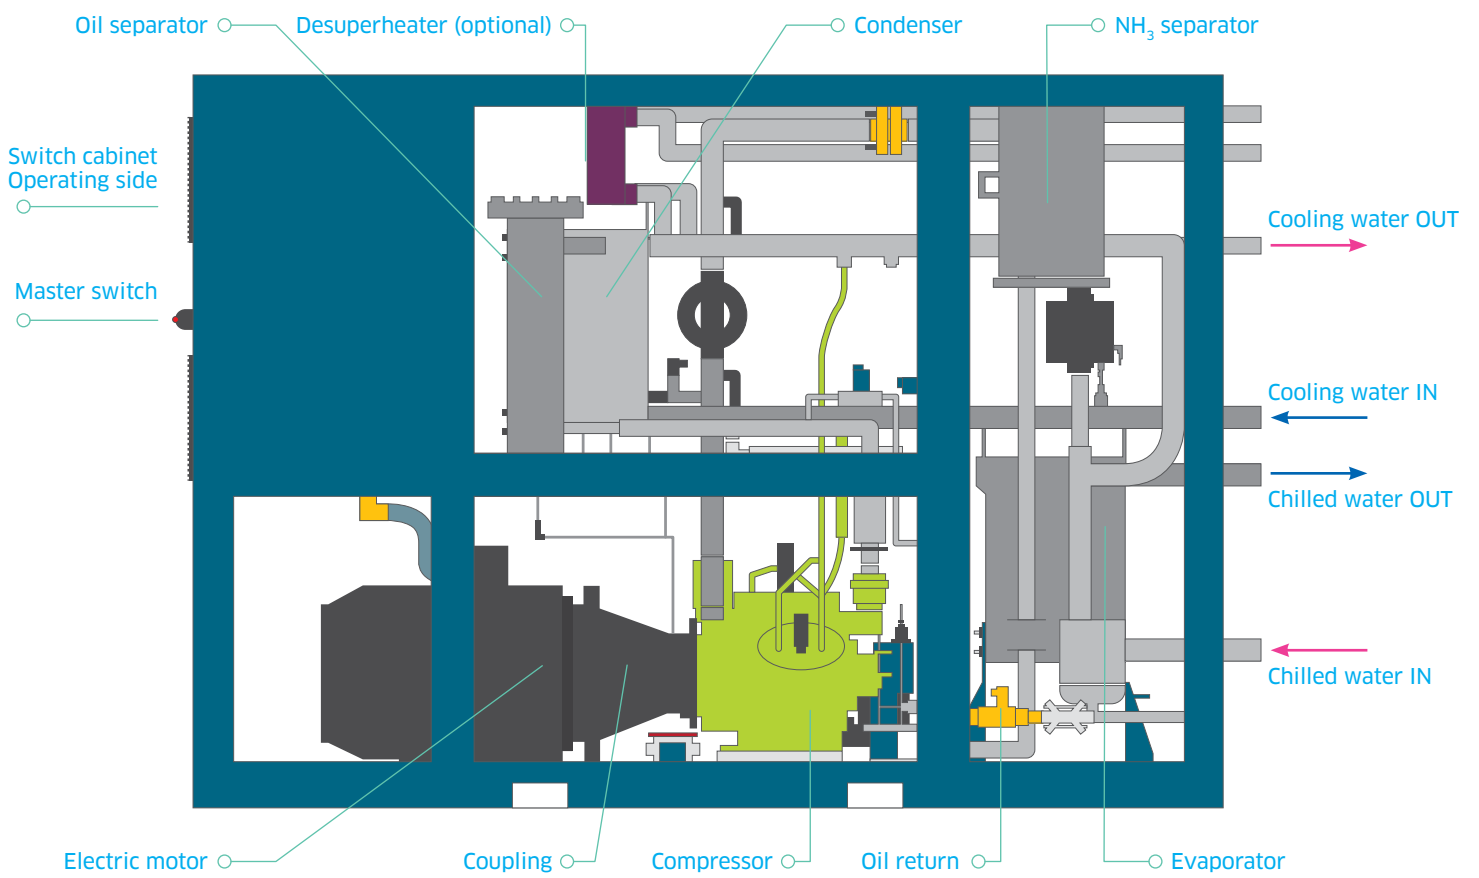 Oil separator
Desuperheater (optional)
Condenser
NH₃ separator
Switch cabinet
Operating side
Master switch
Cooling water OUT
Cooling water IN
Chilled water OUT
Chilled water IN
Electric motor
Coupling
Compressor
Oil return
Evaporator